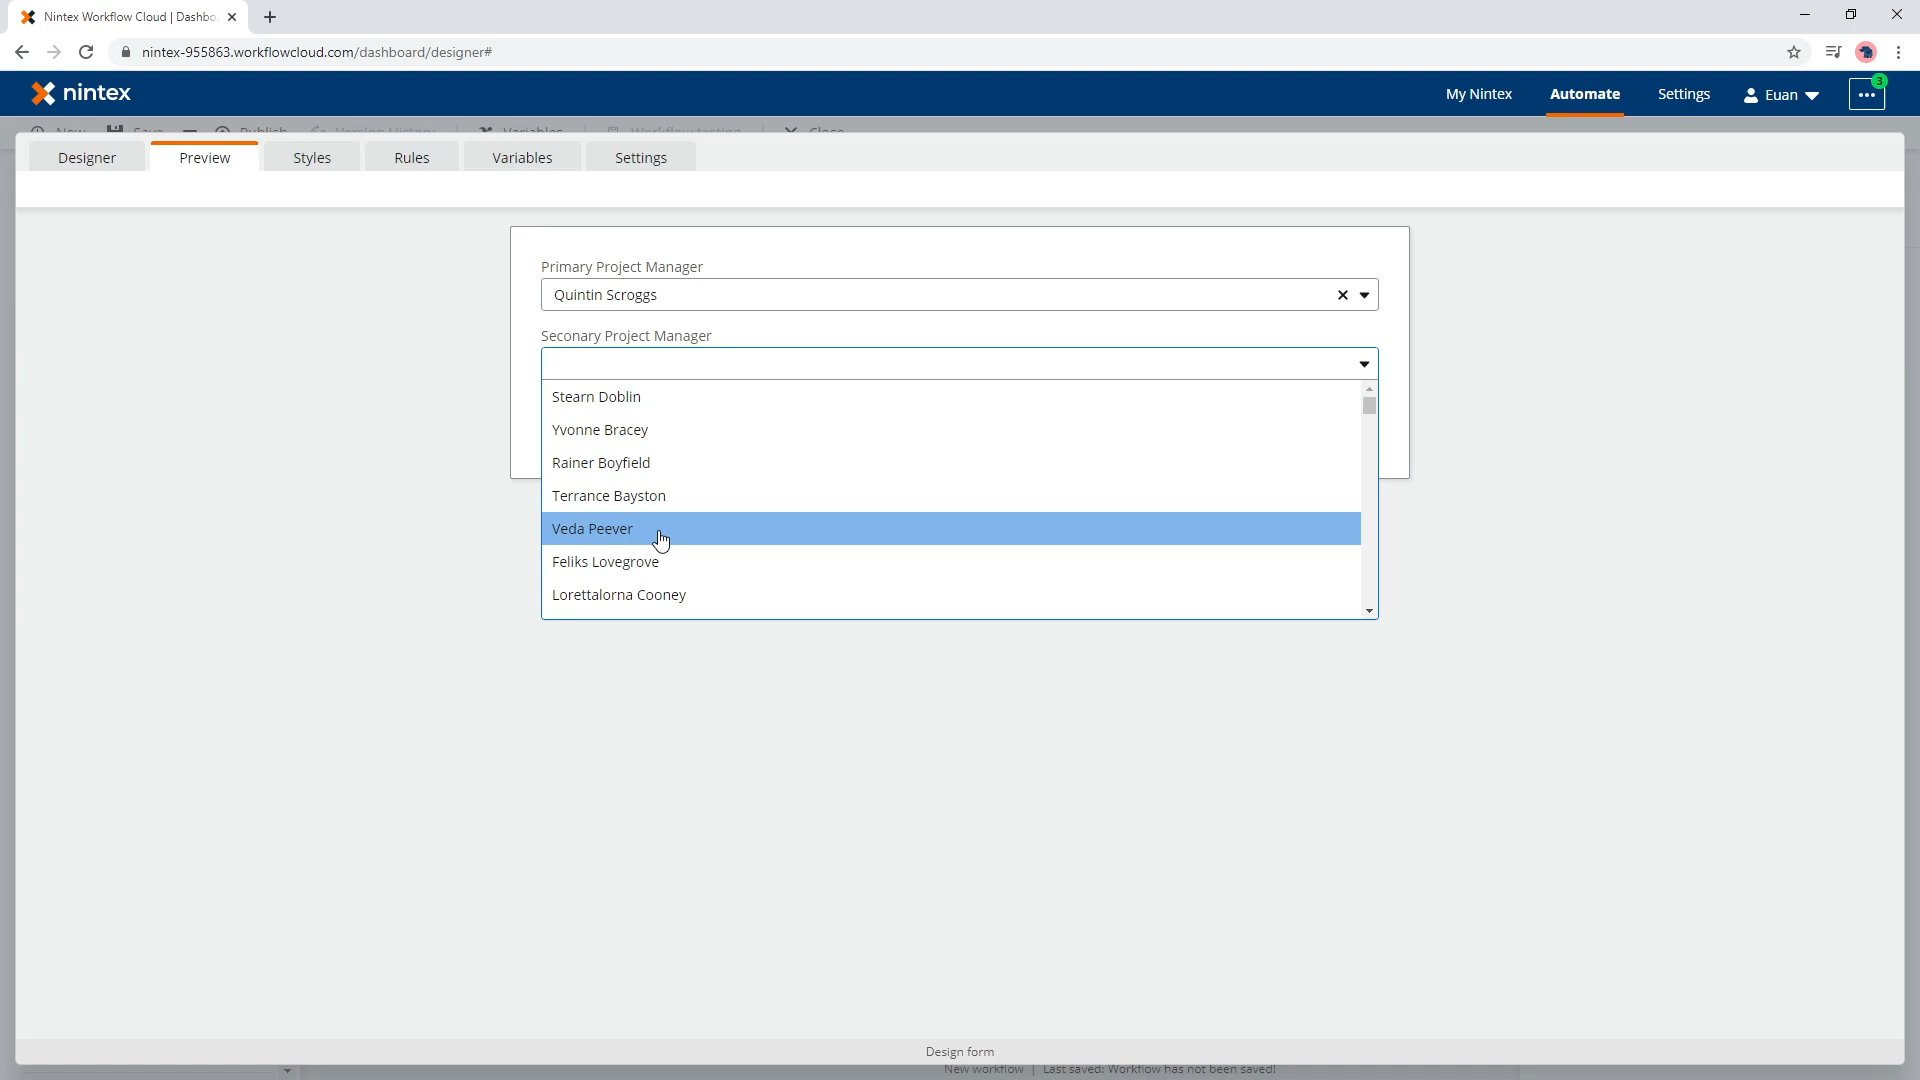 Nintex Workflow Cloud | Dashbo
nintex-955863.workflowcloud.com/dashboard/designer#
nintex
My Nintex
Automate
Settings
Euan
3
New
Save
Publish
Version History
Variables
Workflow testing
Close
Designer
Preview
Styles
Rules
Variables
Settings
Primary Project Manager
Quintin Scroggs
Seconary Project Manager
Stearn Doblin
Yvonne Bracey
Rainer Boyfield
Terrance Bayston
Veda Peever
Feliks Lovegrove
Lorettalorna Cooney
Design form
New workflow | Last saved: Workflow has not been saved!